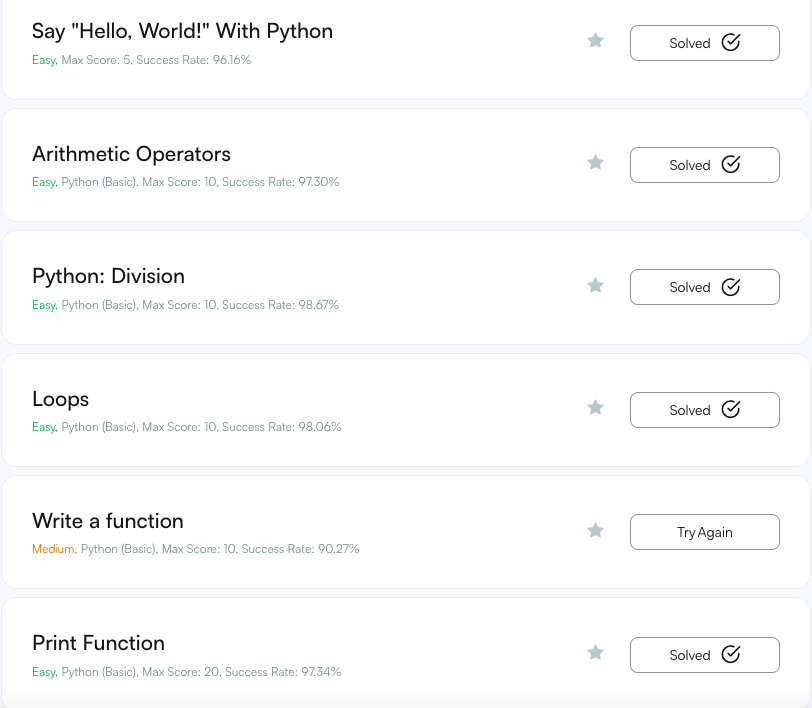 Say "Hello, World!" With Python
Easy, Max Score: 5, Success Rate: 96.16%
Solved
Arithmetic Operators
Easy, Python (Basic), Max Score: 10, Success Rate: 97.30%
Solved
Python: Division
Easy, Python (Basic), Max Score: 10, Success Rate: 98.67%
Solved
Loops
Easy, Python (Basic), Max Score: 10, Success Rate: 98.06%
Solved
Write a function
Medium, Python (Basic), Max Score: 10, Success Rate: 90.27%
Try Again
Print Function
Easy, Python (Basic), Max Score: 20, Success Rate: 97.34%
Solved